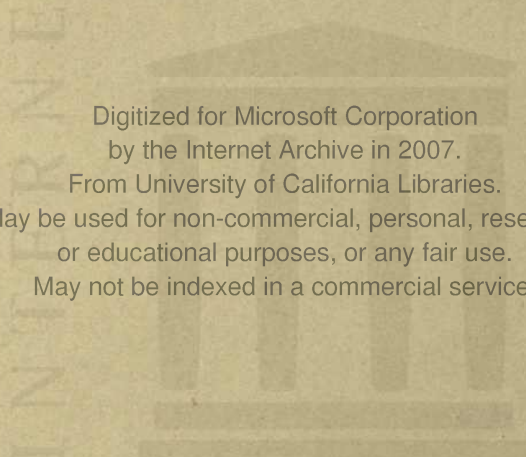 Digitized for Microsoft Corporation
by the Internet Archive in 2007.
From University of California Libraries.
be used for non-commercial, personal,
or educational purposes, or any fair use.
May not be indexed in a commercial service